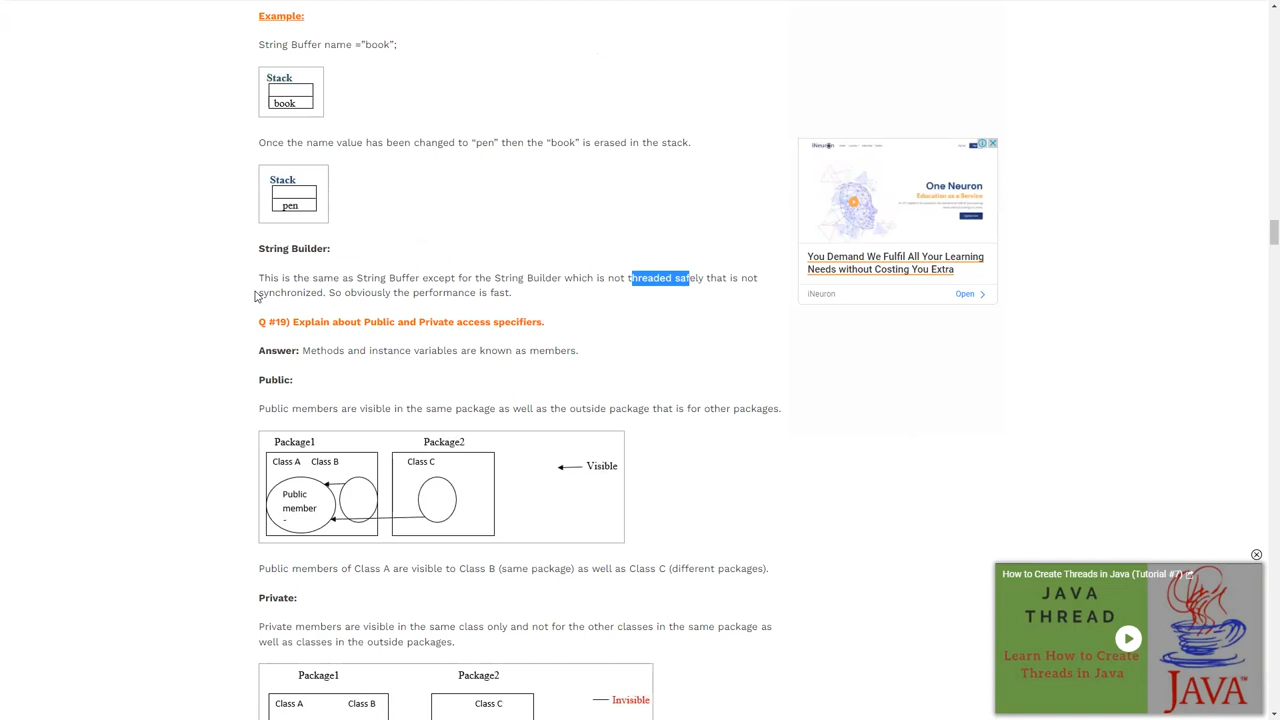 Example:
String Buffer name =”book”;
Stack
book
Once the name value has been changed to “pen” then the “book” is erased in the stack.
Stack
pen
String Builder:
This is the same as String Buffer except for the String Builder which is not threaded safely that is not
synchronized. So obviously the performance is fast.
Q #19) Explain about Public and Private access specifiers.
Answer: Methods and instance variables are known as members.
Public:
Public members are visible in the same package as well as the outside package that is for other packages.
Package1 Package2
Class A Class B Class C
Visible
Public
member
Public members of Class A are visible to Class B (same package) as well as Class C (different packages).
Private:
Private members are visible in the same class only and not for the other classes in the same package as
well as classes in the outside packages.
Package1 Package2
Class A Class B Class C
Invisible
iNeuron
One Neuron
Education as a Service
You Demand We Fulfil All Your Learning
Needs without Costing You Extra
iNeuron Open
How to Create Threads in Java (Tutorial #7)
JAVA
THREAD
Learn How to Create
Threads in Java
JAVA